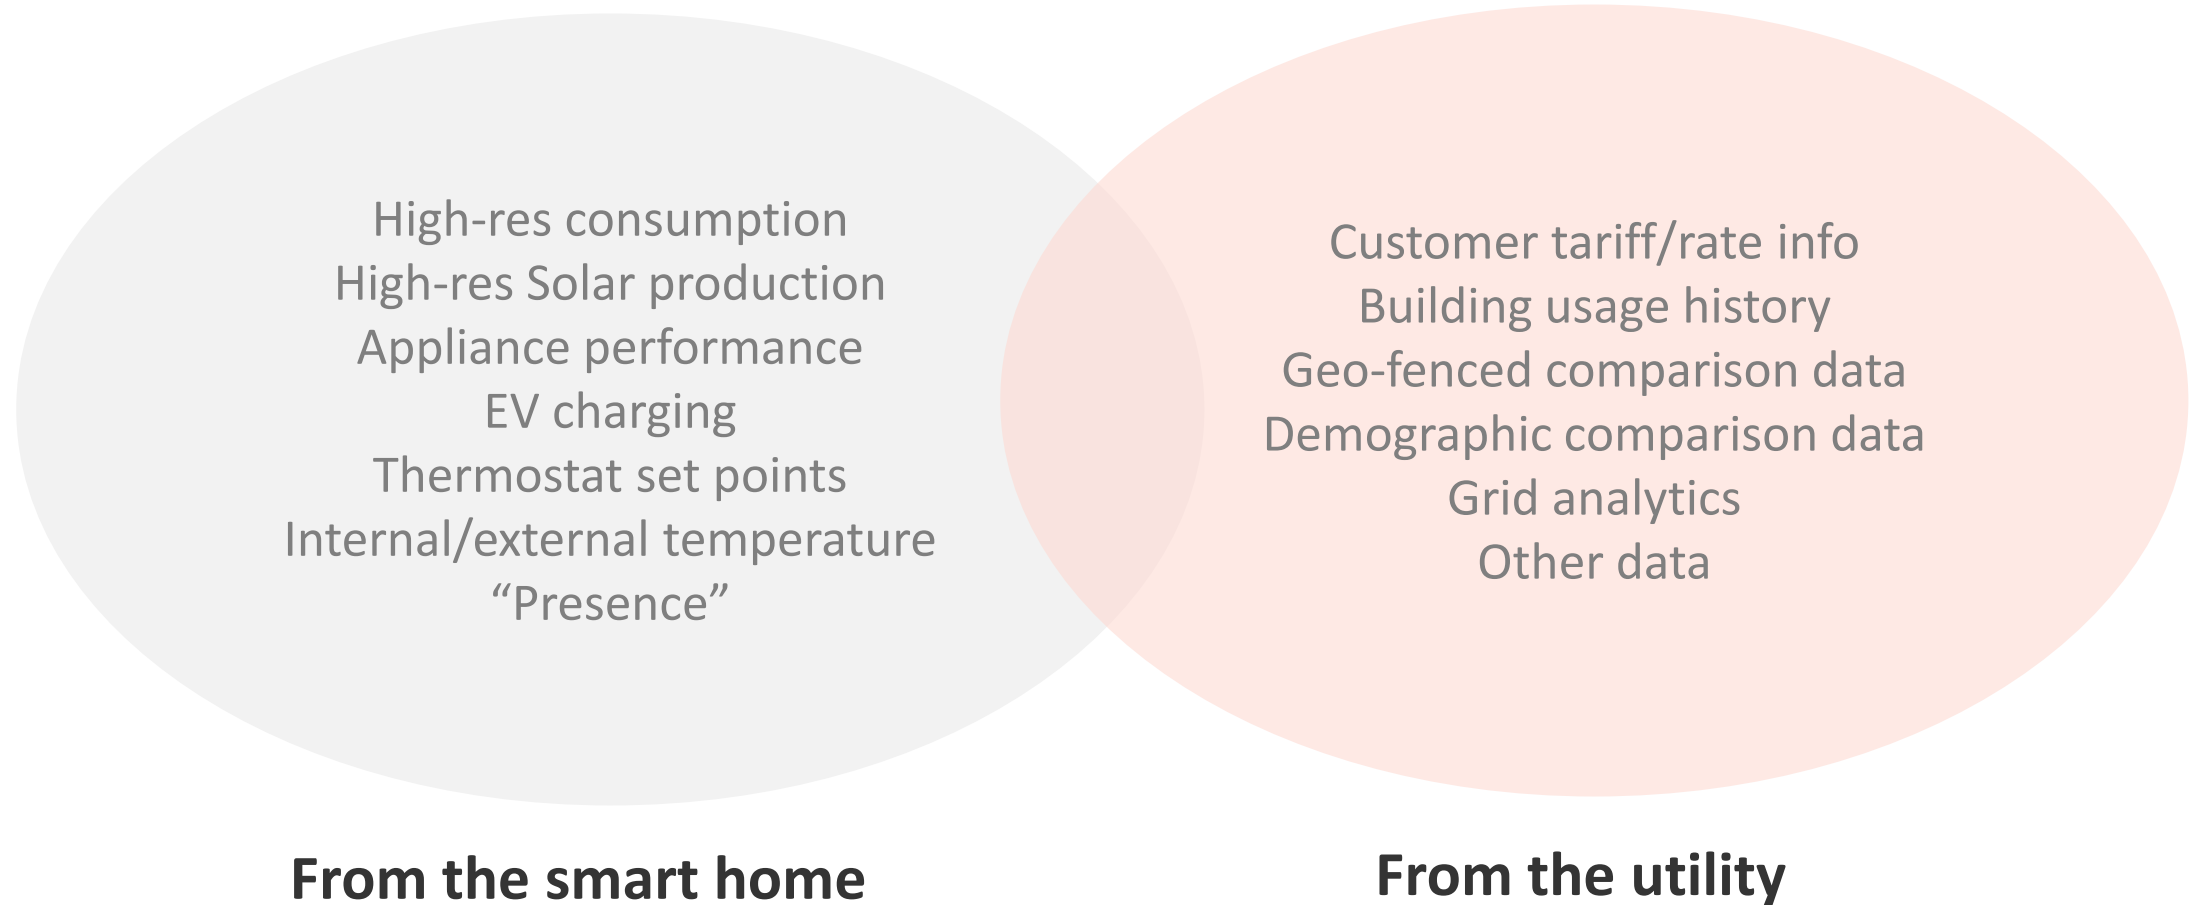 High-res consumption
High-res Solar production
Appliance performance
EV charging
Thermostat set points
Internal/external temperature
“Presence”
From the smart home
Customer tariff/rate info
Building usage history
Geo-fenced comparison data
Demographic comparison data
Grid analytics
Other data
From the utility